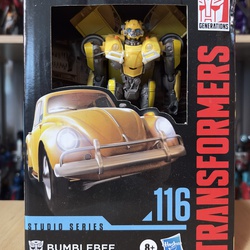 GENERATIONS
TRANSFORMERS
116
STUDIO SERIES
BUMBLEBEE
8+
Hasbro